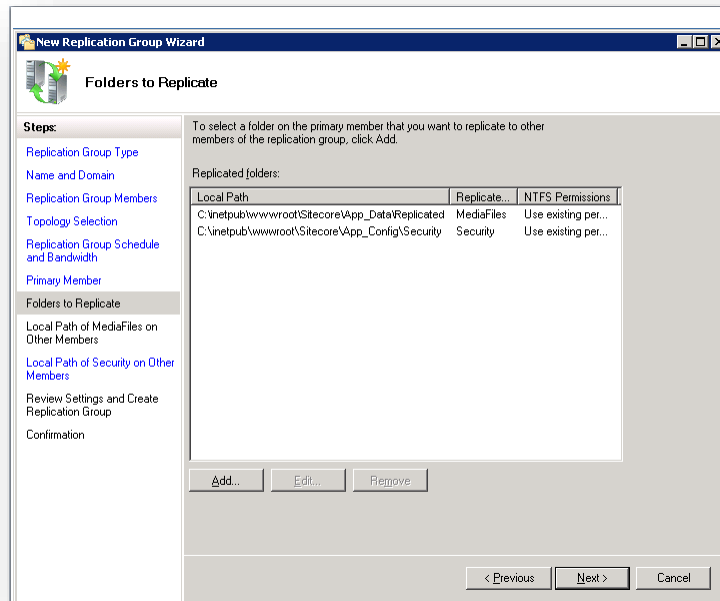 New Replication Group Wizard
Folders to Replicate
Steps:
Replication Group Type
Name and Domain
Replication Group Members
Topology Selection
Replication Group Schedule
and Bandwidth
Primary Member
Folders to Replicate
Local Path of MediaFiles on
Other Members
Local Path of Security on Other
Members
Review Settings and Create
Replication Group
Confirmation
To select a folder on the primary member that you want to replicate to other
members of the replication group, click Add.
Replicated folders:
Local Path Replicate... NTFS Permissions
C:\inetpub\wwwroot\Sitecore\App_Data\Replicated MediaFiles Use existing per...
C:\inetpub\wwwroot\Sitecore\App_Config\Security Security Use existing per...
Add... Edit... Remove
< Previous Next > Cancel